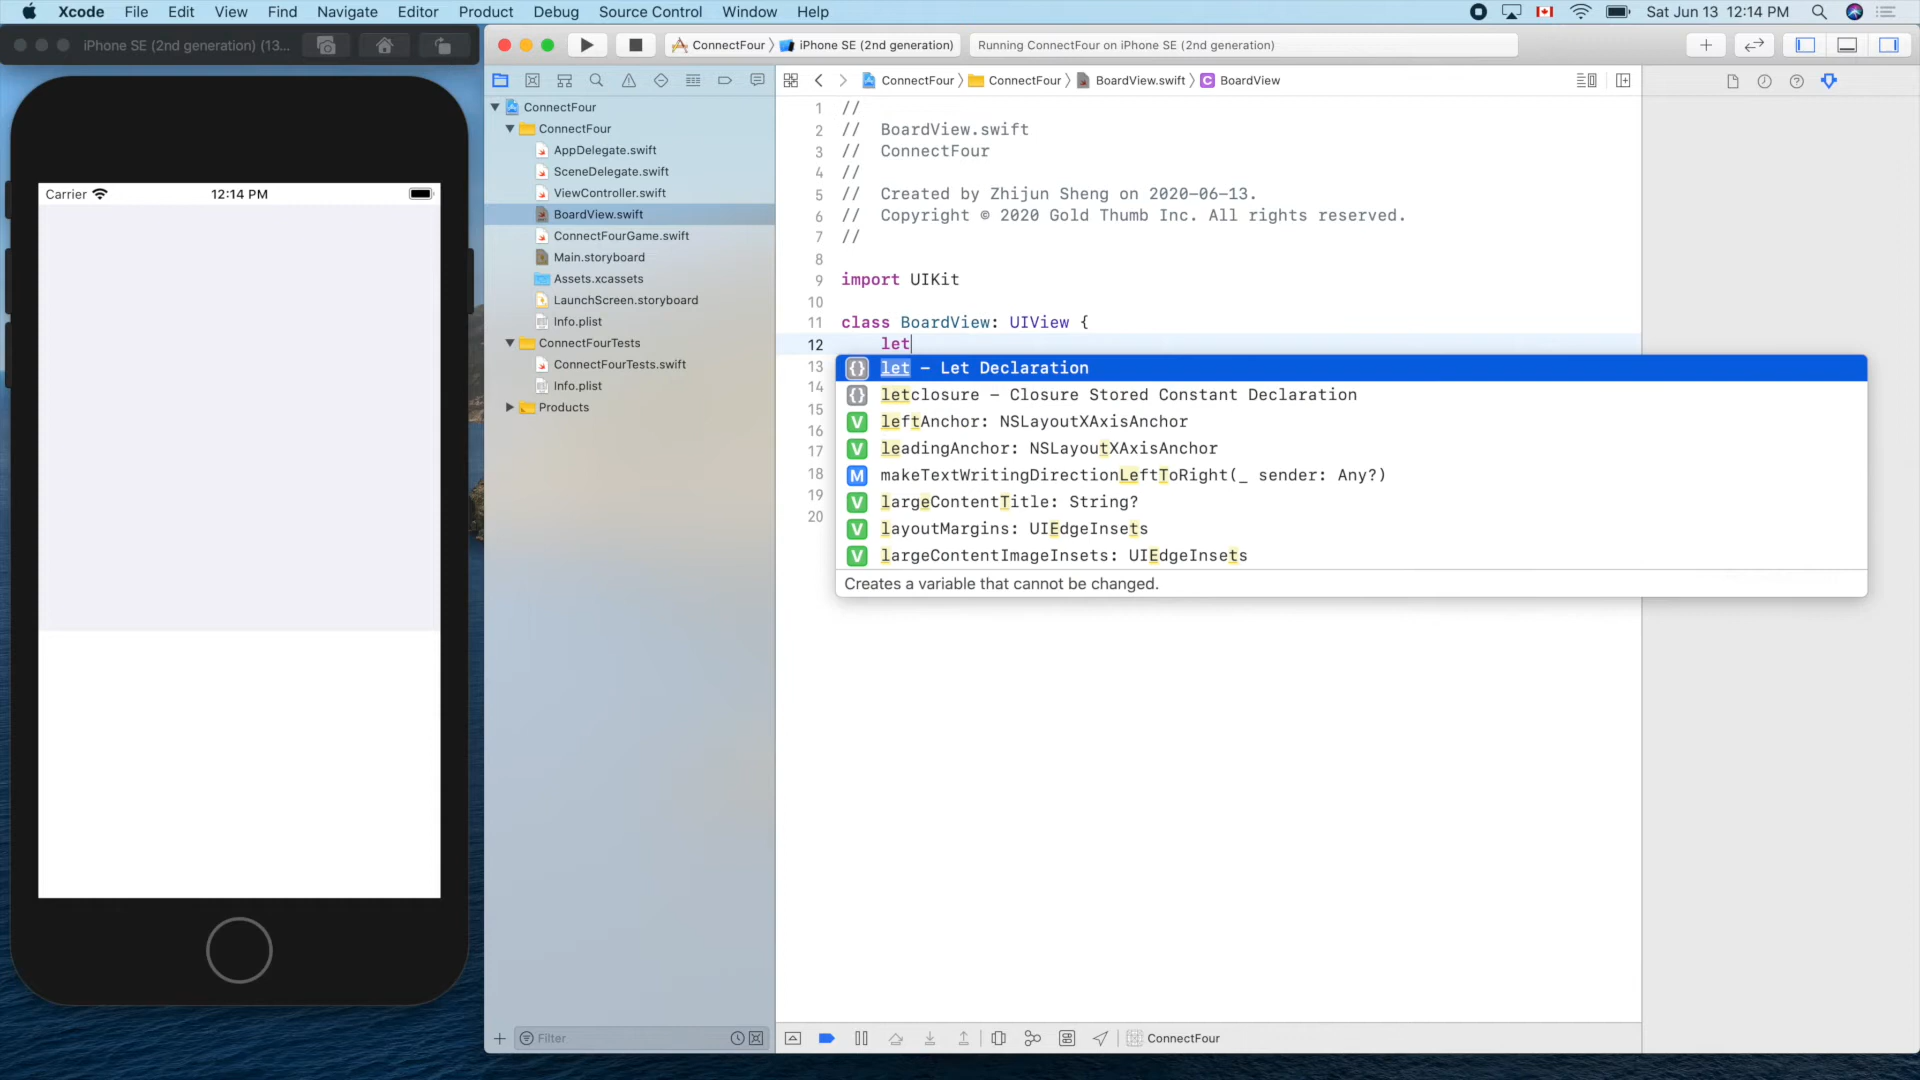 Xcode File Edit View Find Navigate Editor Product Debug Source Control Window Help
Sat Jun 13 12:14 PM
iPhone SE (2nd generation) (13...
ConnectFour iPhone SE (2nd generation)
Running ConnectFour on iPhone SE (2nd generation)
Carrier 12:14 PM
ConnectFour
ConnectFour
AppDelegate.swift
SceneDelegate.swift
ViewController.swift
BoardView.swift
ConnectFourGame.swift
Main.storyboard
Assets.xcassets
LaunchScreen.storyboard
Info.plist
ConnectFourTests
ConnectFourTests.swift
Info.plist
Products
Filter
ConnectFour ConnectFour BoardView.swift C BoardView
1 //
2 // BoardView.swift
3 // ConnectFour
4 //
5 // Created by Zhijun Sheng on 2020-06-13.
6 // Copyright © 2020 Gold Thumb Inc. All rights reserved.
7 //
8
9 import UIKit
10
11 class BoardView: UIView {
12 let
13
14
15
16
17
18
19
20
{} let – Let Declaration
{} letclosure – Closure Stored Constant Declaration
V leftAnchor: NSLayoutXAxisAnchor
V leadingAnchor: NSLayoutXAxisAnchor
M makeTextWritingDirectionLeftToRight(_ sender: Any?)
V largeContentTitle: String?
V layoutMargins: UIEdgeInsets
V largeContentImageInsets: UIEdgeInsets
Creates a variable that cannot be changed.
ConnectFour